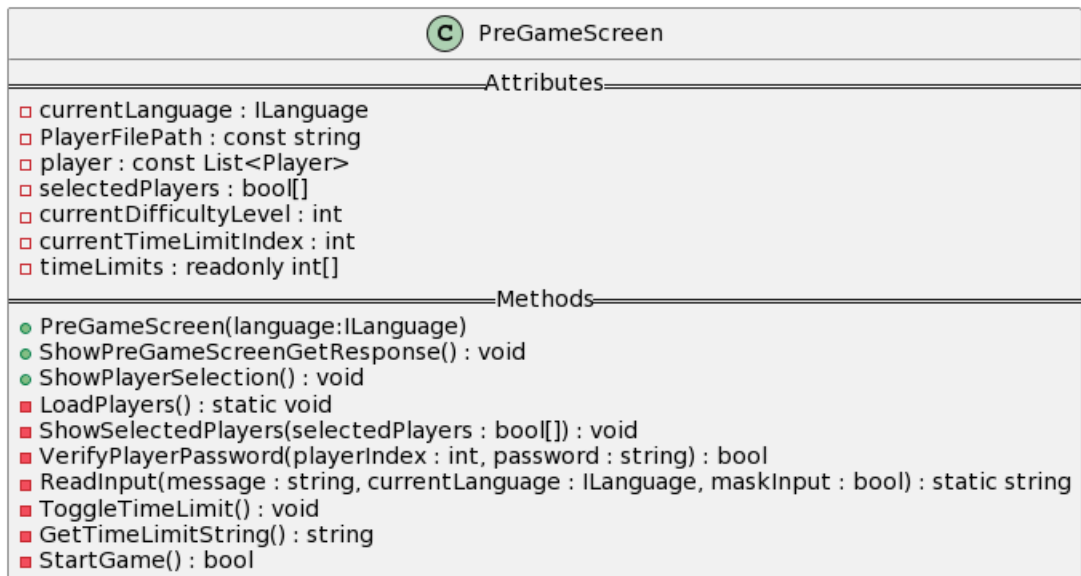 C PreGameScreen
Attributes
currentLanguage : ILanguage
PlayerFilePath : const string
player : const List<Player>
selectedPlayers : bool[]
currentDifficultyLevel : int
currentTimeLimitIndex : int
timeLimits : readonly int[]
Methods
PreGameScreen(language:ILanguage)
ShowPreGameScreenGetResponse() : void
ShowPlayerSelection() : void
LoadPlayers() : static void
ShowSelectedPlayers(selectedPlayers : bool[]) : void
VerifyPlayerPassword(playerIndex : int, password : string) : bool
ReadInput(message : string, currentLanguage : ILanguage, maskInput : bool) : static string
ToggleTimeLimit() : void
GetTimeLimitString() : string
StartGame() : bool